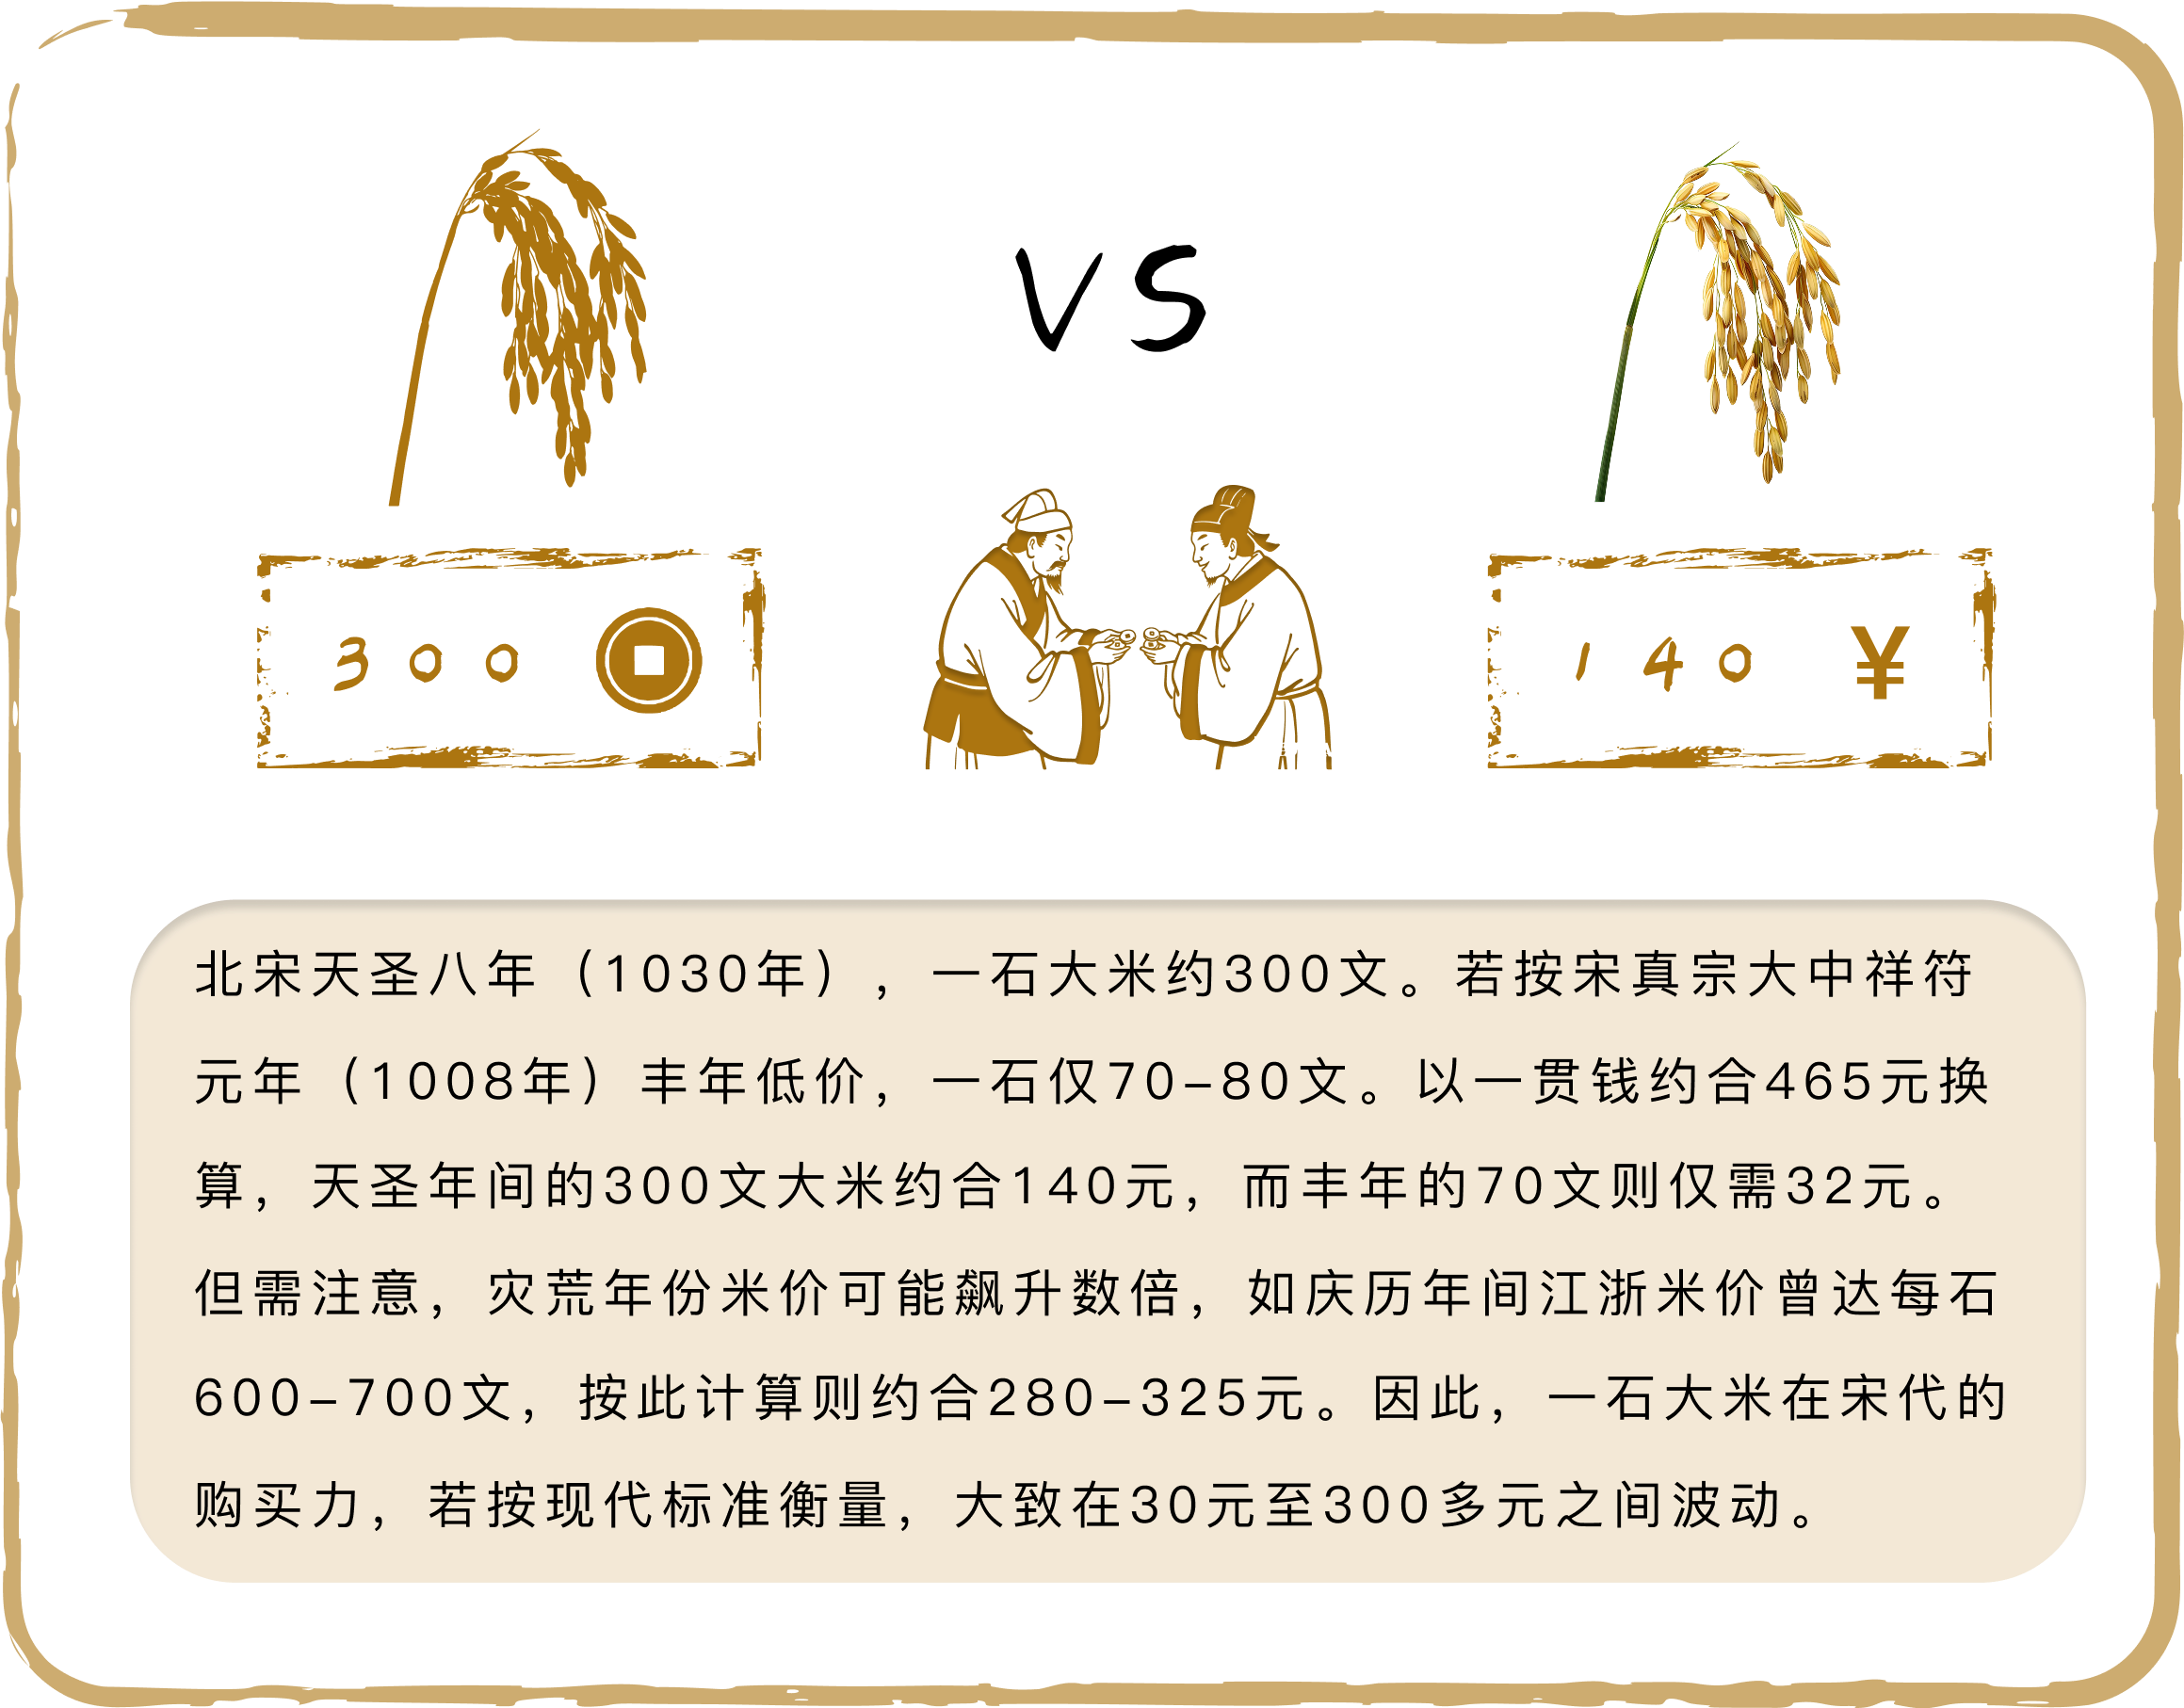 VS
300
140 ¥
北宋天圣八年（1030年），一石大米约300文。若按宋真宗大中祥符
元年（1008年）丰年低价，一石仅70-80文。以一贯钱约合465元换
算，天圣年间的300文大米约合140元，而丰年的70文则仅需32元。
但需注意，灾荒年份米价可能飙升数倍，如庆历年间江浙米价曾达每石
600-700文，按此计算则约合280-325元。因此，一石大米在宋代的
购买力，若按现代标准衡量，大致在30元至300多元之间波动。